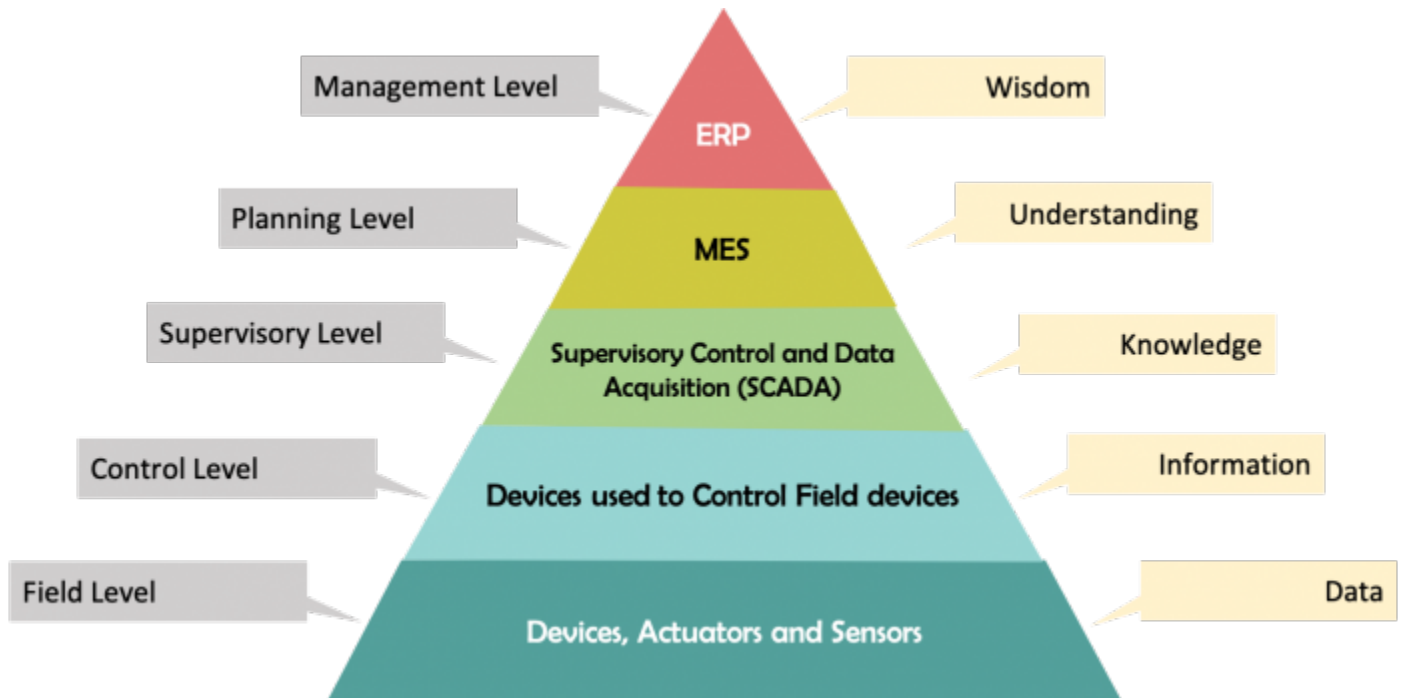 Management Level
Wisdom
ERP
Planning Level
Understanding
MES
Supervisory Level
Knowledge
Supervisory Control and Data
Acquisition (SCADA)
Control Level
Information
Devices used to Control Field devices
Field Level
Data
Devices, Actuators and Sensors